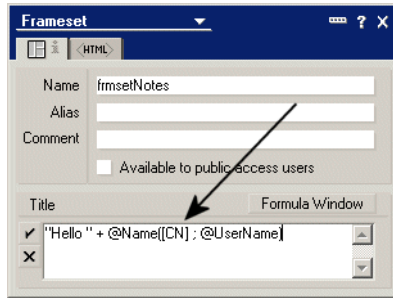 Frameset
?
X
i <HTML>
Name frmsetNotes
Alias
Comment
Available to public access users
Title Formula Window
"Hello " + @Name([CN] ; @UserName)